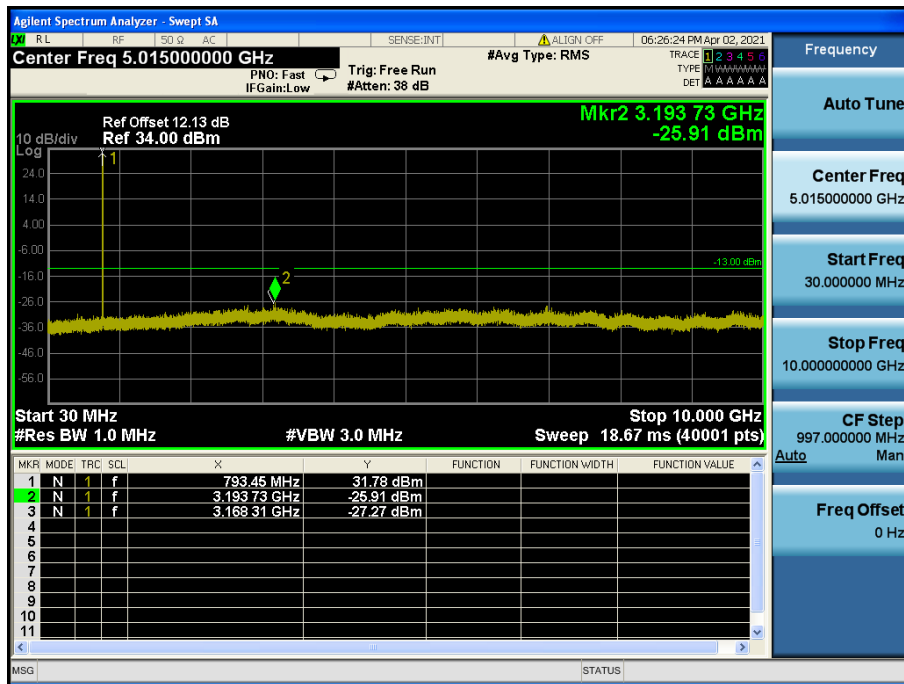 Agilent Spectrum Analyzer - Swept SA
LXI RL RF 50 Ω AC SENSE:INT ALIGN OFF 06:26:24 PM Apr 02, 2021
Center Freq 5.015000000 GHz #Avg Type: RMS TRACE 1 2 3 4 5 6
PNO: Fast Trig: Free Run TYPE M WWWWW
IFGain:Low #Atten: 38 dB DET A A A A A A
Mkr2 3.193 73 GHz
-25.91 dBm
Ref Offset 12.13 dB
10 dB/div Ref 34.00 dBm
Log
1
24.0
14.0
4.00
-6.00
-13.00 dBm
-16.0
2
-26.0
-36.0
-46.0
-56.0
Start 30 MHz Stop 10.000 GHz
#Res BW 1.0 MHz #VBW 3.0 MHz Sweep 18.67 ms (40001 pts)
MKR MODE TRC SCL X Y FUNCTION FUNCTION WIDTH FUNCTION VALUE
1 N 1 f 793.45 MHz 31.78 dBm
2 N 1 f 3.193 73 GHz -25.91 dBm
3 N 1 f 3.168 31 GHz -27.27 dBm
4
5
6
7
8
9
10
11
MSG STATUS
Frequency
Auto Tune
Center Freq
5.015000000 GHz
Start Freq
30.000000 MHz
Stop Freq
10.000000000 GHz
CF Step
997.000000 MHz
Auto Man
Freq Offset
0 Hz